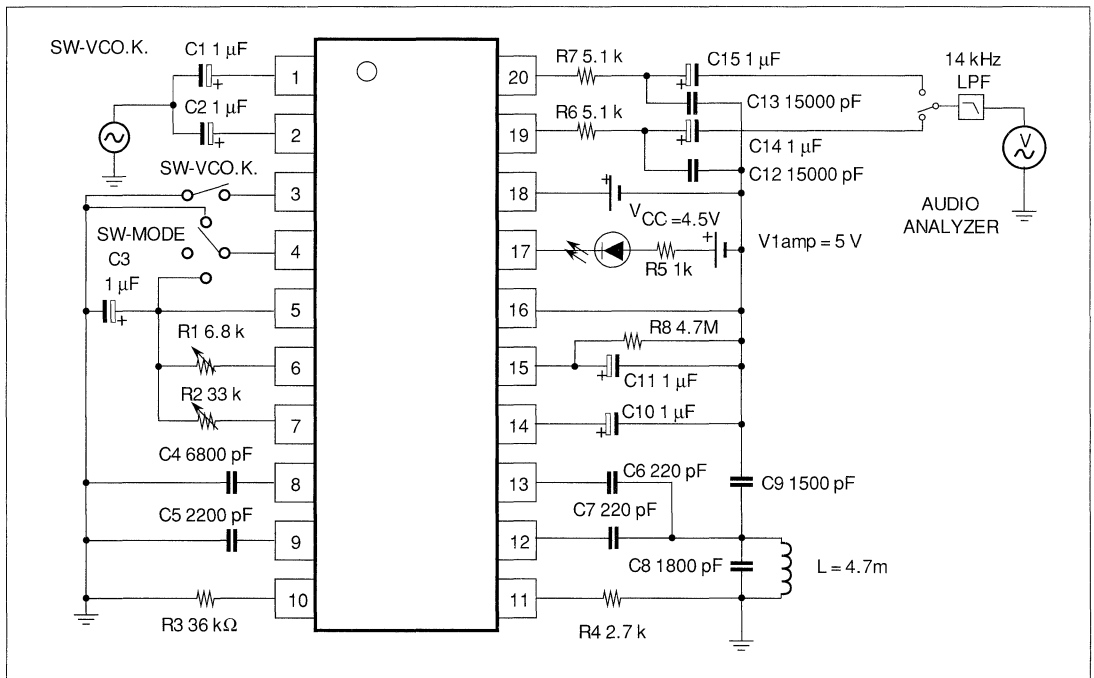 SW-VCO.K.
C1 1 µF
+
1
C2 1 µF
+
2
SW-VCO.K.
3
SW-MODE
4
C3
1 µF
+
5
R1 6.8 k
6
R2 33 k
7
C4 6800 pF
8
C5 2200 pF
9
10
R3 36 kΩ
20
R7 5.1 k
C15 1 µF
+
14 kHz
LPF
C13 15000 pF
R6 5.1 k
19
+
V
C14 1 µF
C12 15000 pF
18
+
VCC =4.5V
AUDIO
ANALYZER
17
+
V1amp = 5 V
R5 1k
16
R8 4.7M
15
+
C11 1 µF
C10 1 µF
14
+
C6 220 pF
13
C9 1500 pF
C7 220 pF
12
C8 1800 pF
L = 4.7m
11
R4 2.7 k